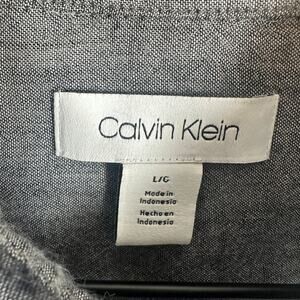 Calvin Klein
L/G
Made in
Indonesia
Hecho en
Indonesia